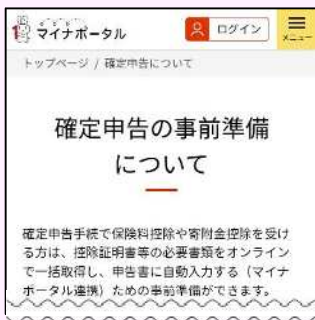 マイナポータル
ログイン
メニュー
トップページ / 確定申告について
確定申告の事前準備
について
確定申告手続で保険料控除や寄附金控除を受け
る方は、控除証明書等の必要書類をオンライン
で一括取得し、申告書に自動入力する（マイナ
ポータル連携）ための事前準備ができます。